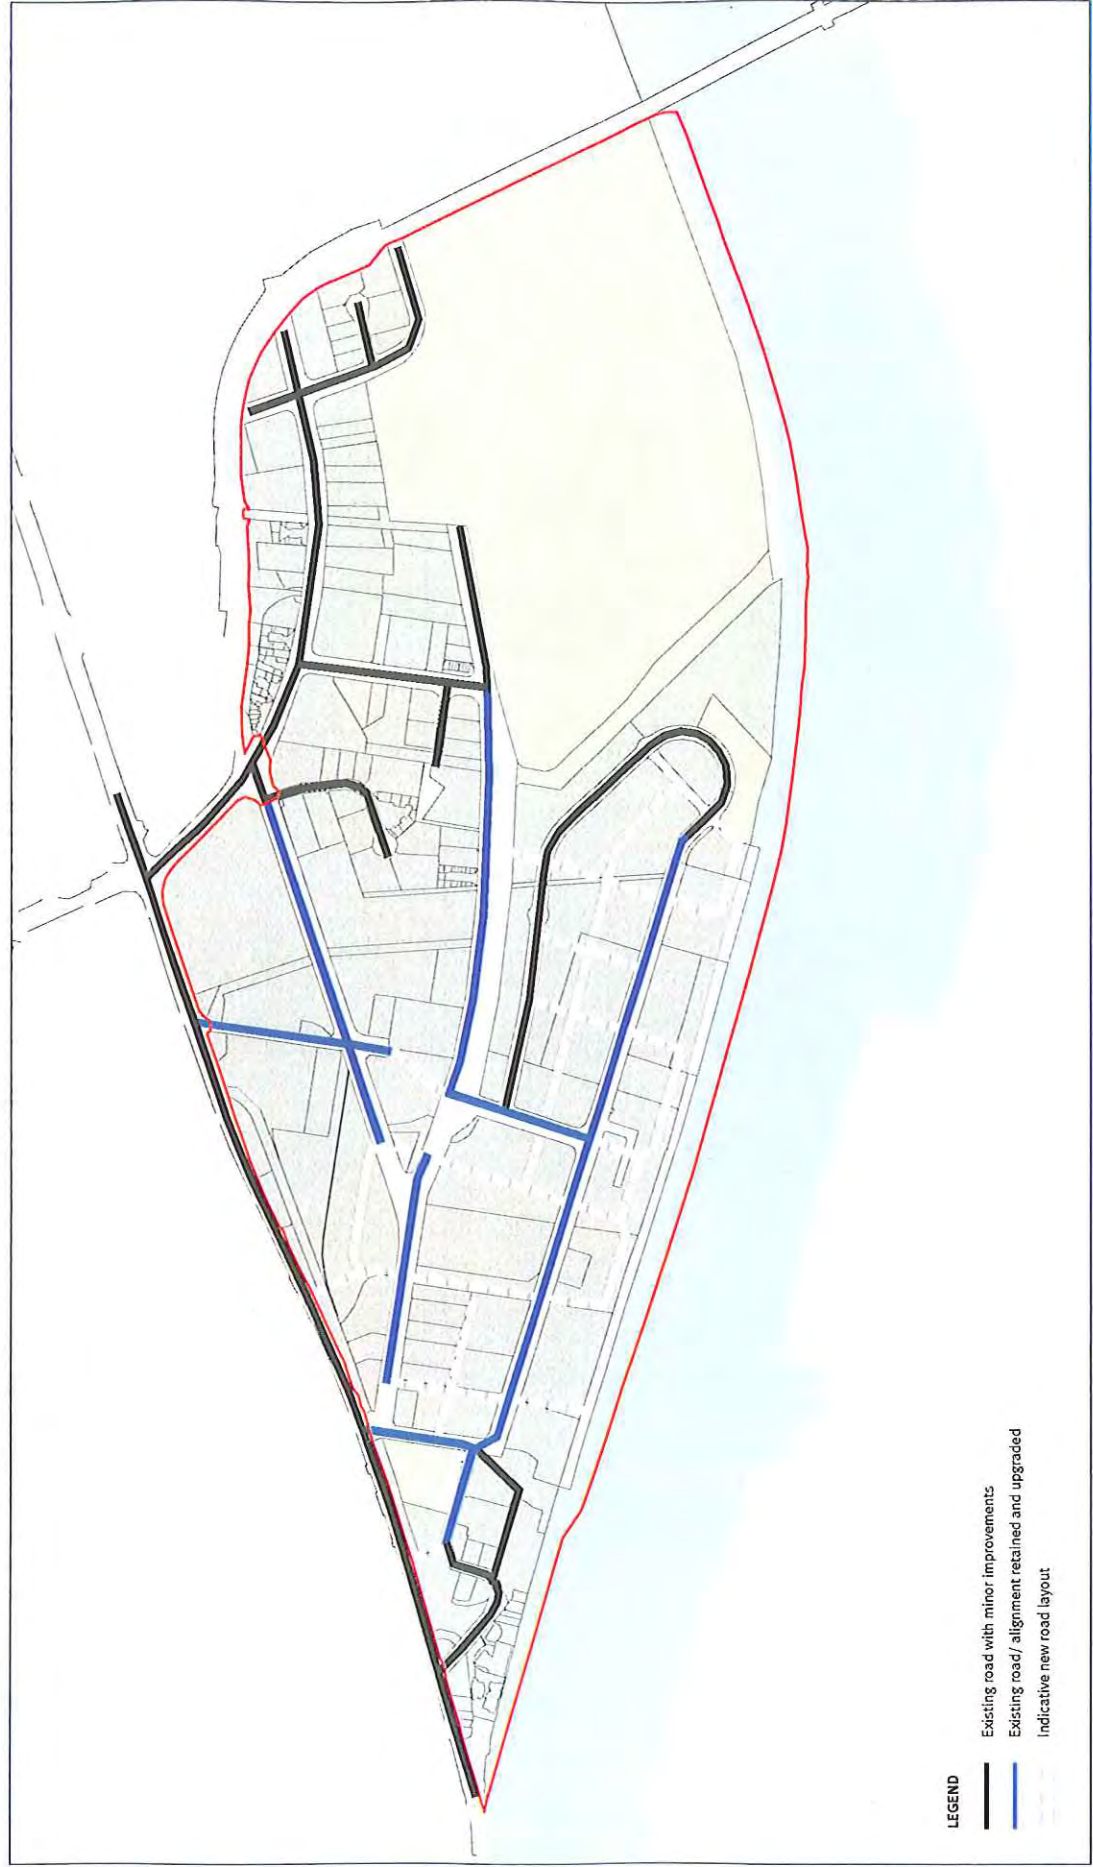 LEGEND
Existing road with minor improvements
Existing road/ alignment retained and upgraded
Indicative new road layout